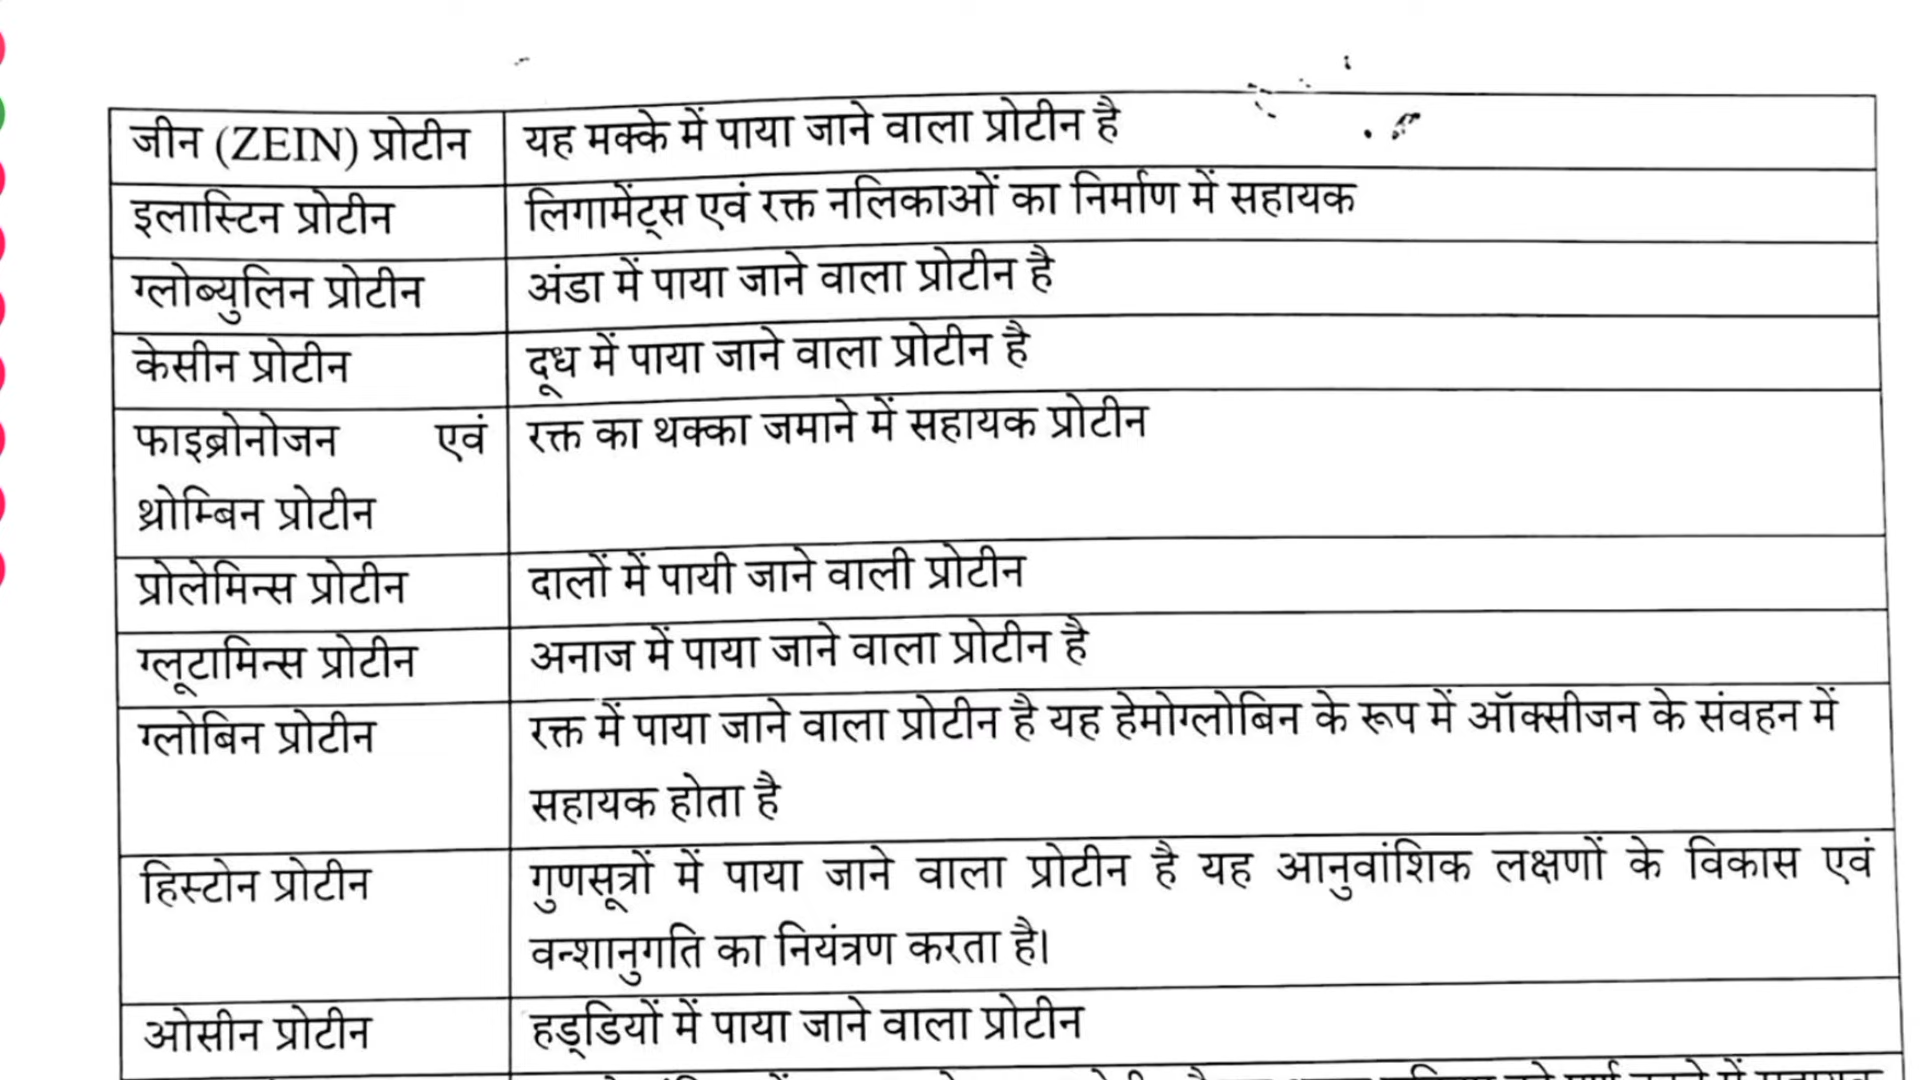 जीन (ZEIN) प्रोटीन यह मक्के में पाया जाने वाला प्रोटीन है
इलास्टिन प्रोटीन लिगामेंट्स एवं रक्त नलिकाओं का निर्माण में सहायक
ग्लोब्युलिन प्रोटीन अंडा में पाया जाने वाला प्रोटीन है
केसीन प्रोटीन दूध में पाया जाने वाला प्रोटीन है
फाइब्रोनोजन एवं रक्त का थक्का जमाने में सहायक प्रोटीन
थ्रोम्बिन प्रोटीन
प्रोलेमिन्स प्रोटीन दालों में पायी जाने वाली प्रोटीन
ग्लूटामिन्स प्रोटीन अनाज में पाया जाने वाला प्रोटीन है
ग्लोबिन प्रोटीन रक्त में पाया जाने वाला प्रोटीन है यह हेमोग्लोबिन के रूप में ऑक्सीजन के संवहन में
सहायक होता है
हिस्टोन प्रोटीन गुणसूत्रों में पाया जाने वाला प्रोटीन है यह आनुवांशिक लक्षणों के विकास एवं
वन्शानुगति का नियंत्रण करता है।
ओसीन प्रोटीन हड्डियों में पाया जाने वाला प्रोटीन